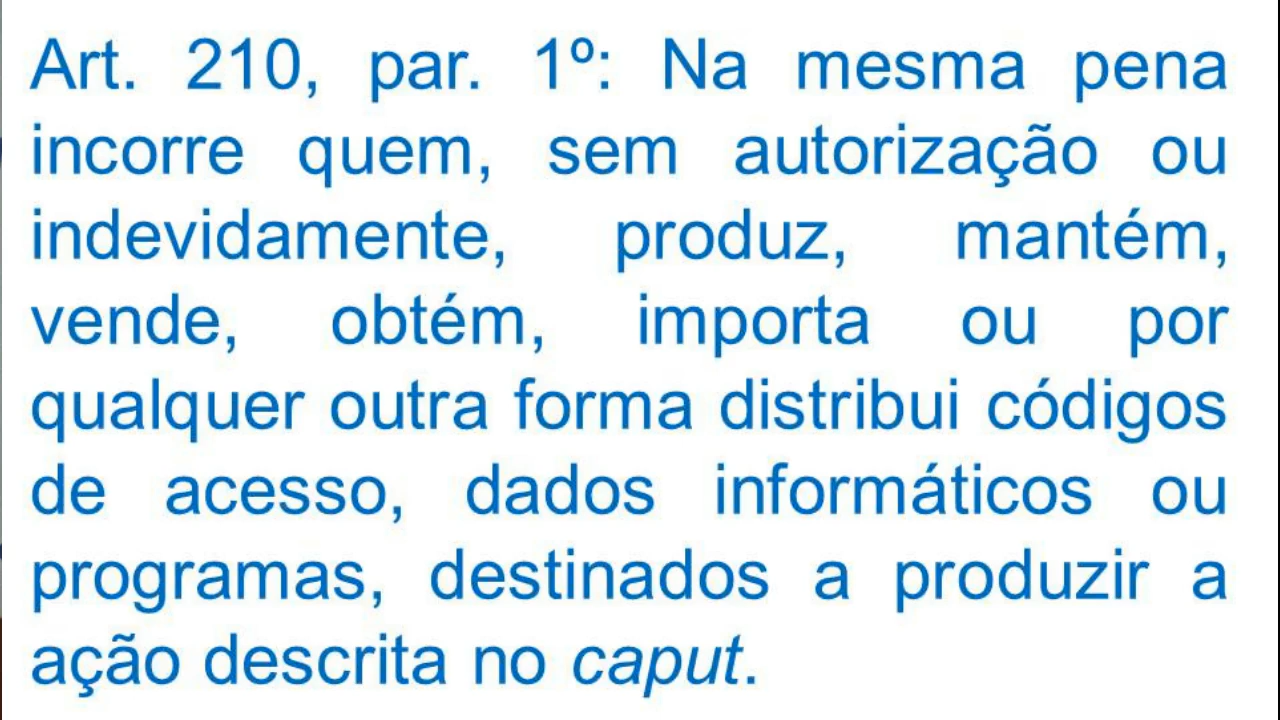 Art. 210, par. 1º: Na mesma pena
incorre quem, sem autorização ou
indevidamente, produz, mantém,
vende, obtém, importa ou por
qualquer outra forma distribui códigos
de acesso, dados informáticos ou
programas, destinados a produzir a
ação descrita no caput.